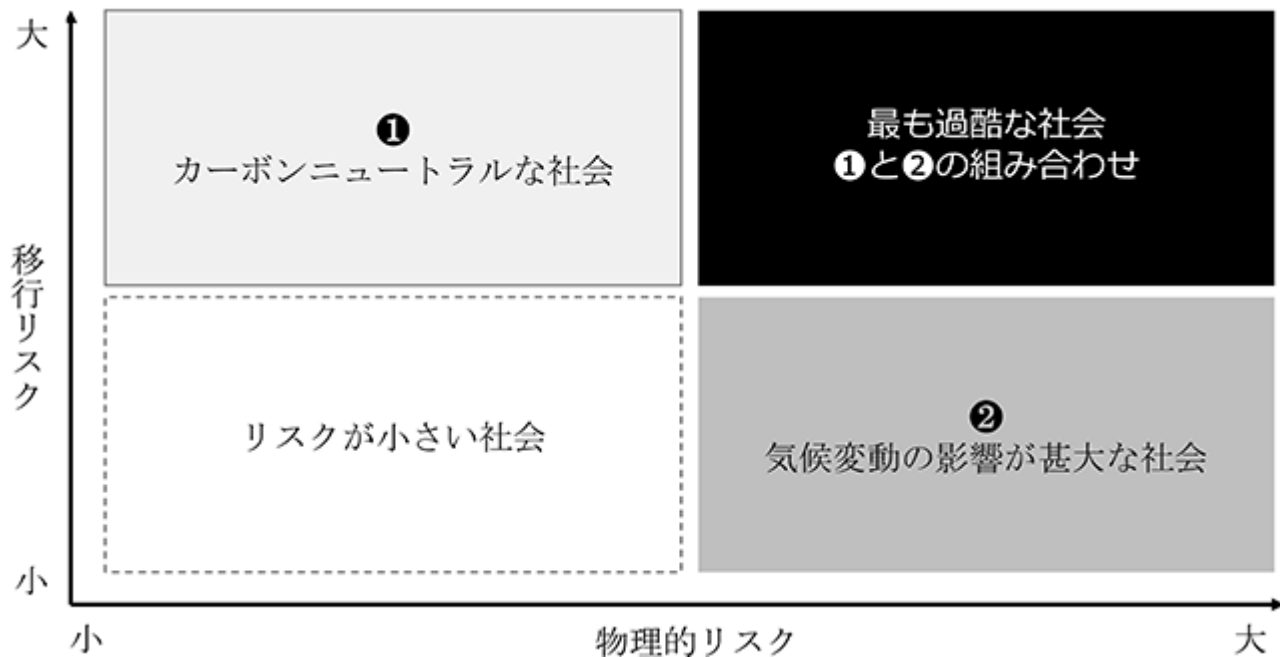 大
❶
カーボンニュートラルな社会
最も過酷な社会
❶と❷の組み合わせ
移行リスク
リスクが小さい社会
❷
気候変動の影響が甚大な社会
小
小
物理的リスク
大